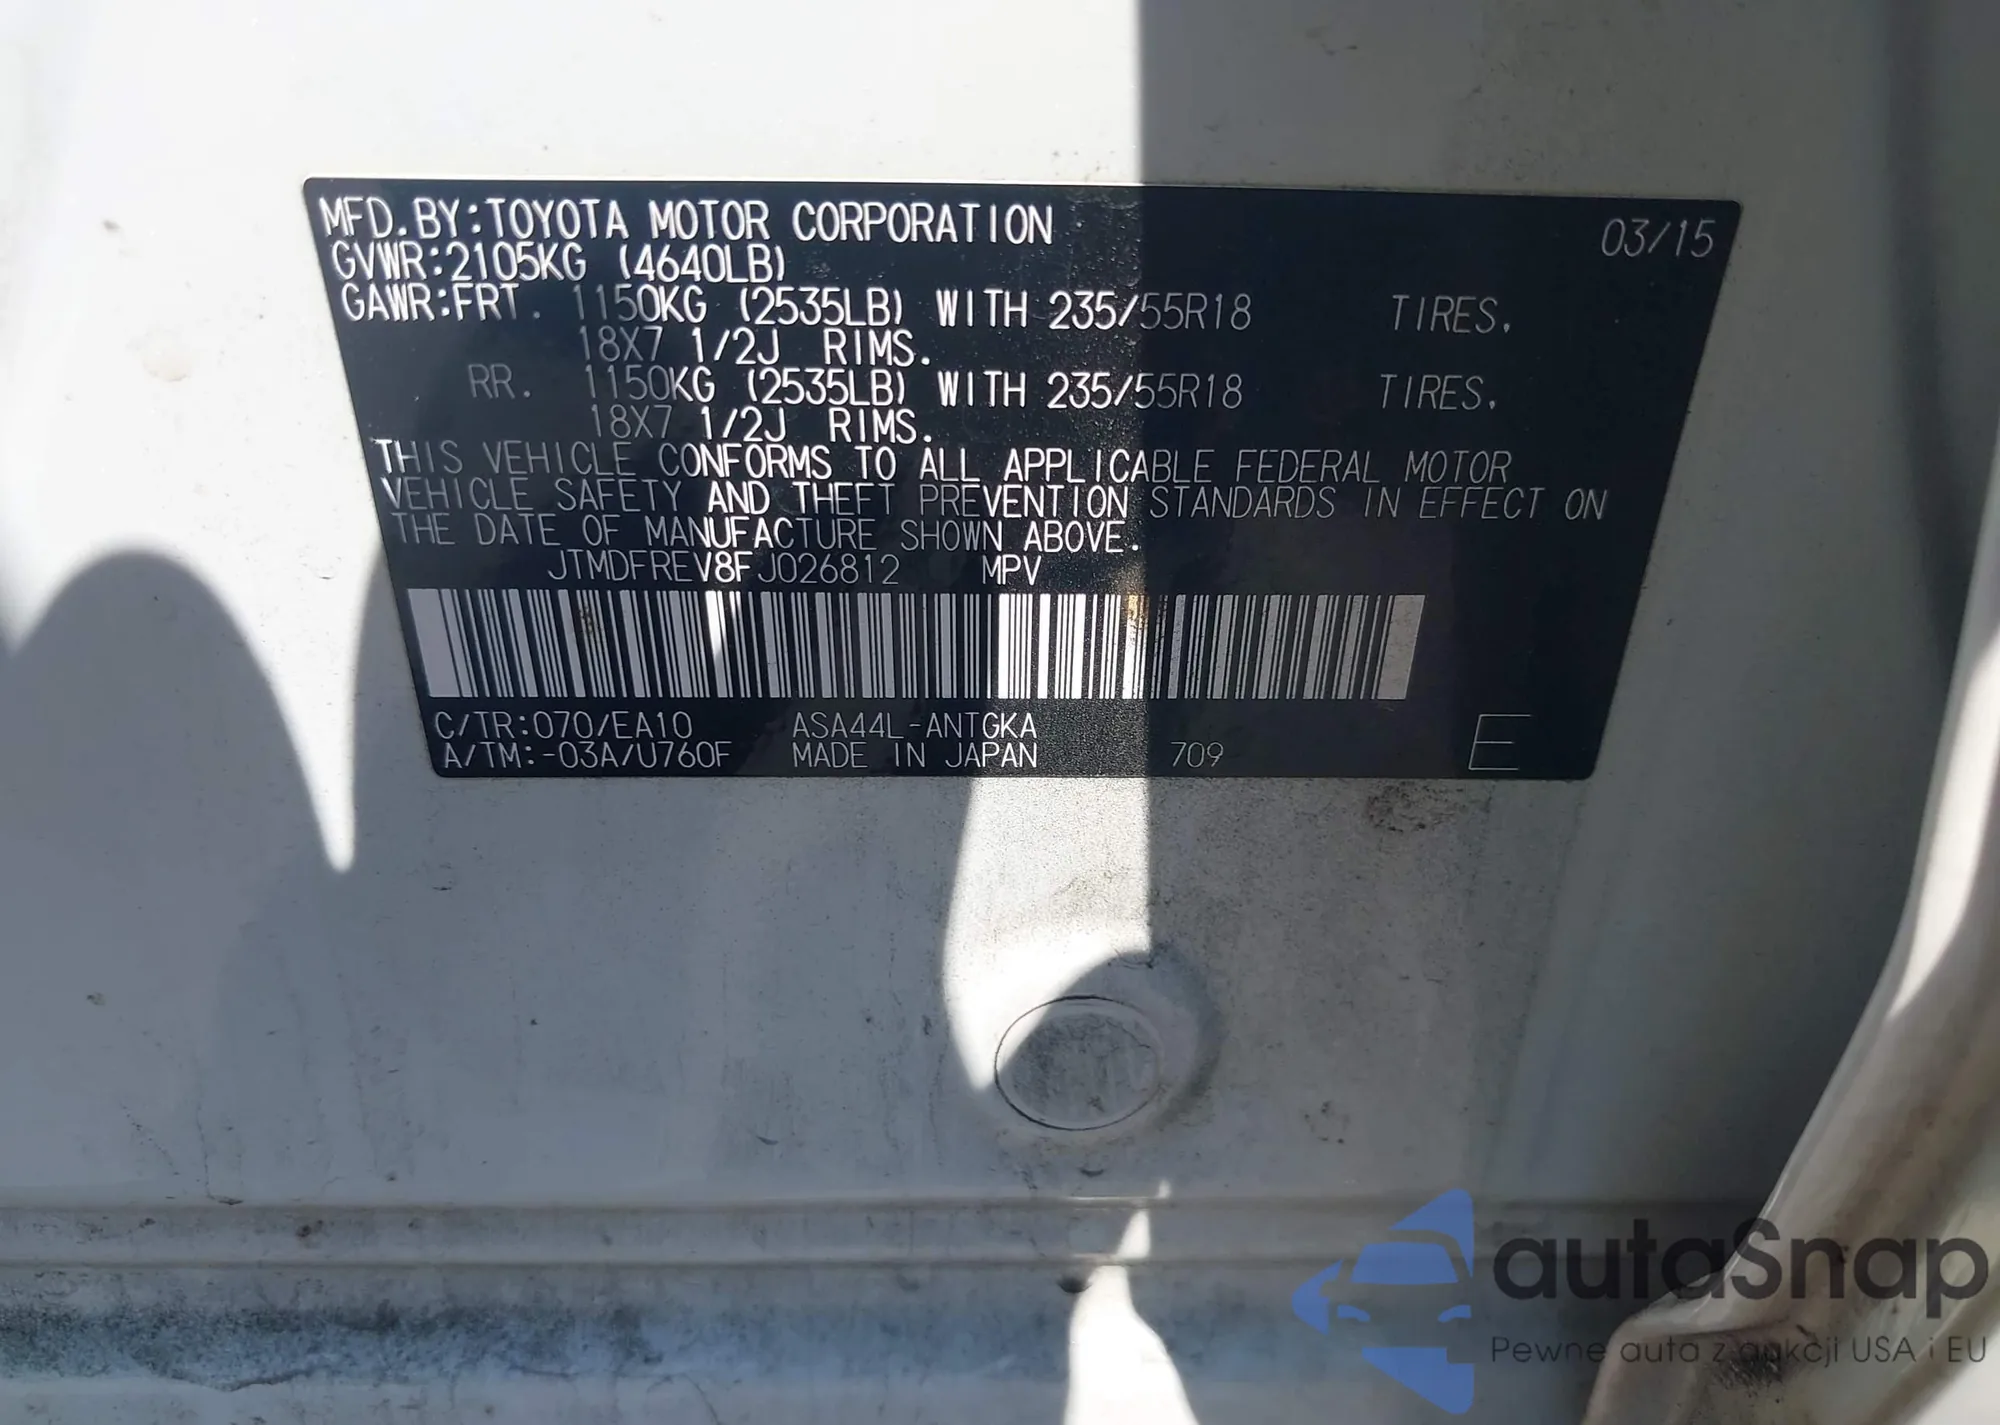 MFD.BY:TOYOTA MOTOR CORPORATION 03/15
GVWR:2105KG (4640LB)
GAWR:FRT. 1150KG (2535LB) WITH 235/55R18 TIRES.
18X7 1/2J RIMS.
RR. 1150KG (2535LB) WITH 235/55R18 TIRES.
18X7 1/2J RIMS.
THIS VEHICLE CONFORMS TO ALL APPLICABLE FEDERAL MOTOR
VEHICLE SAFETY AND THEFT PREVENTION STANDARDS IN EFFECT ON
THE DATE OF MANUFACTURE SHOWN ABOVE.
JTMDFREV8FJ026812 MPV
C/TR:070/EA10 ASA44L-ANTGKA
A/TM:-03A/U760F MADE IN JAPAN 709 E
autaSnap
Pewne auta z aukcji USA i EU